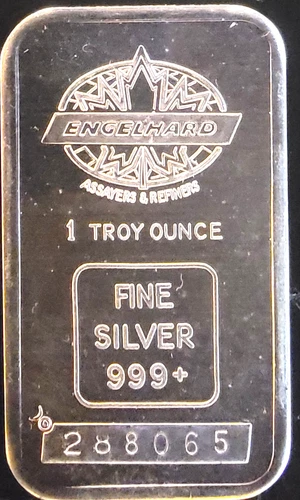 ENGELHARD
ASSAYERS & REFINERS
1 TROY OUNCE
FINE
SILVER
999+
288065